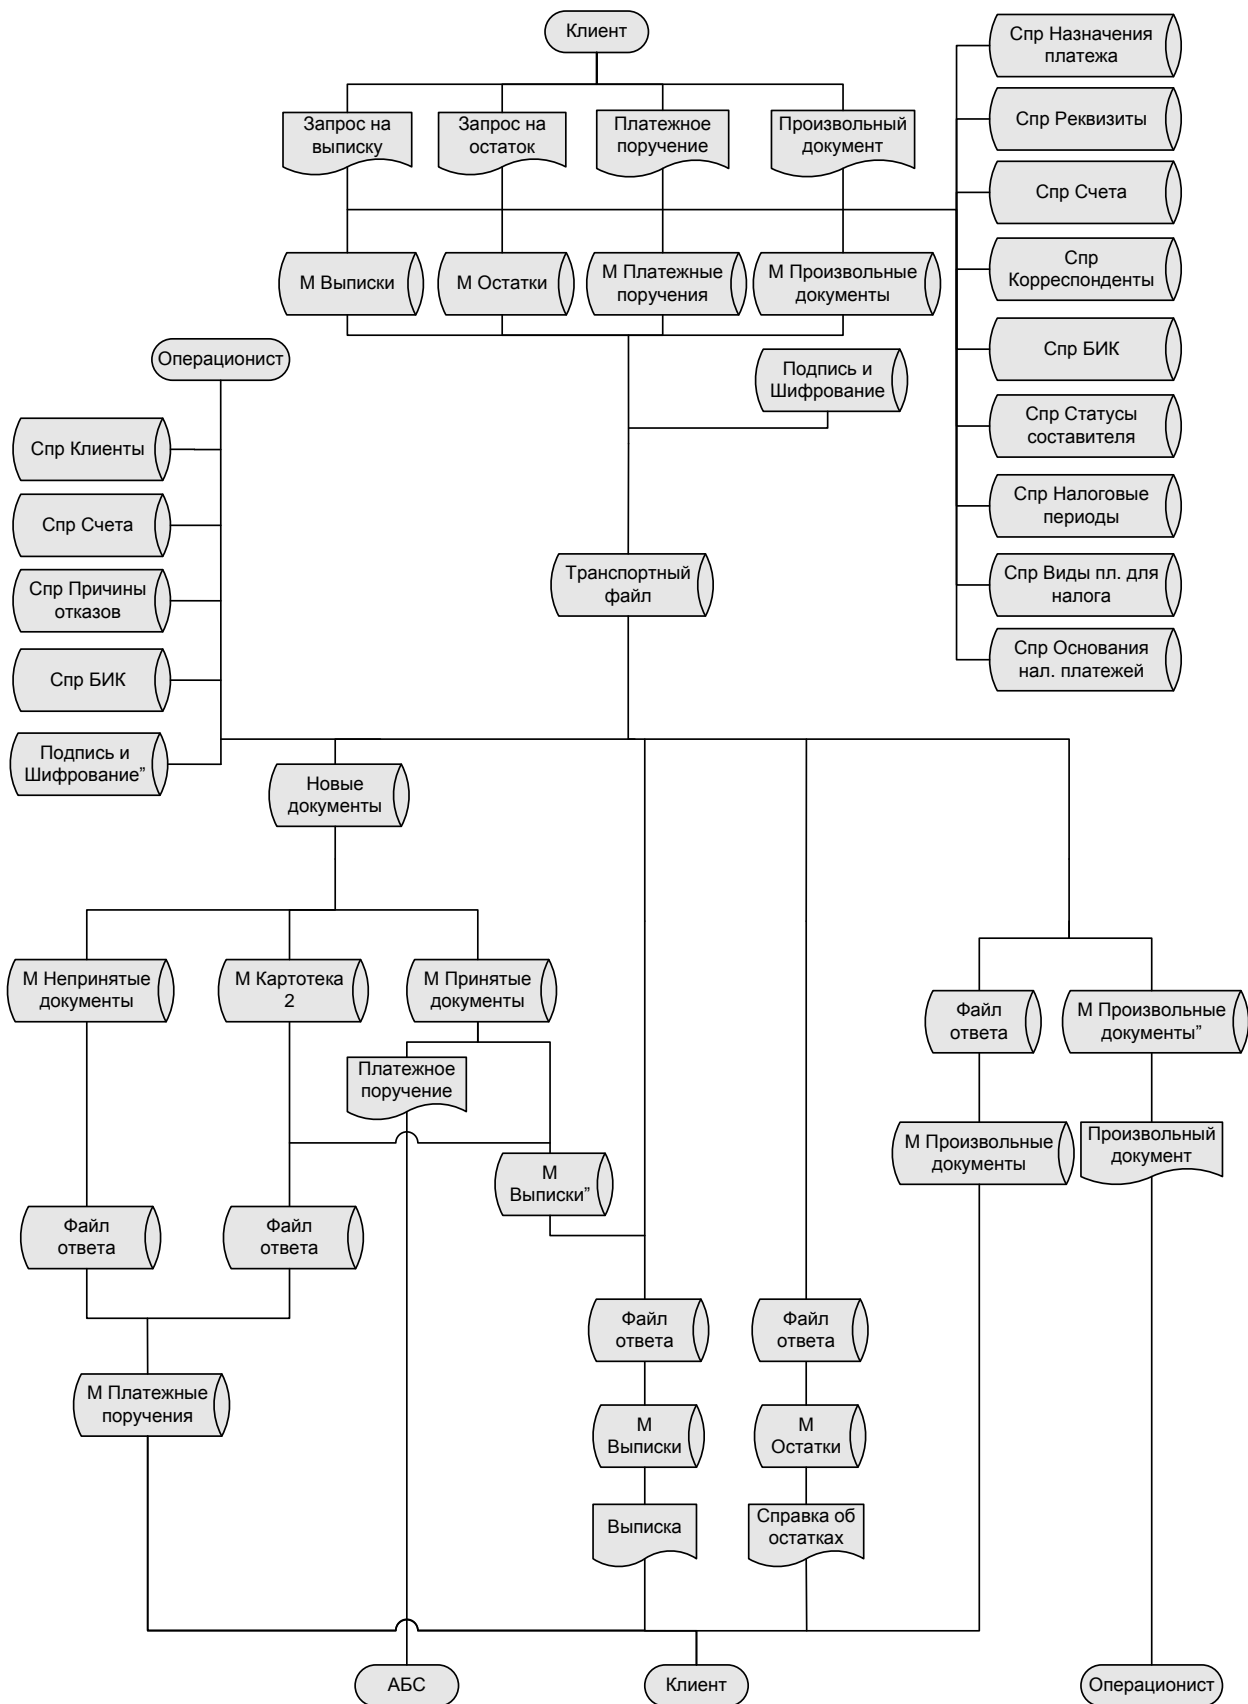 Клиент
Запрос на
выписку
Запрос на
остаток
Платежное
поручение
Произвольный
документ
Спр Назначения
платежа
Спр Реквизиты
Спр Счета
Спр
Корреспонденты
Спр БИК
Спр Статусы
составителя
Спр Налоговые
периоды
Спр Виды пл. для
налога
Спр Основания
нал. платежей
М Выписки
М Остатки
М Платежные
поручения
М Произвольные
документы
Операционист
Подпись и
Шифрование
Спр Клиенты
Спр Счета
Спр Причины
отказов
Спр БИК
Подпись и
Шифрование”
Транспортный
файл
Новые
документы
М Непринятые
документы
М Картотека
2
М Принятые
документы
Файл
ответа
М Произвольные
документы”
Платежное
поручение
М Произвольные
документы
Произвольный
документ
М
Выписки”
Файл
ответа
Файл
ответа
Файл
ответа
Файл
ответа
М Платежные
поручения
М
Выписки
М
Остатки
Выписка
Справка об
остатках
АБС
Клиент
Операционист